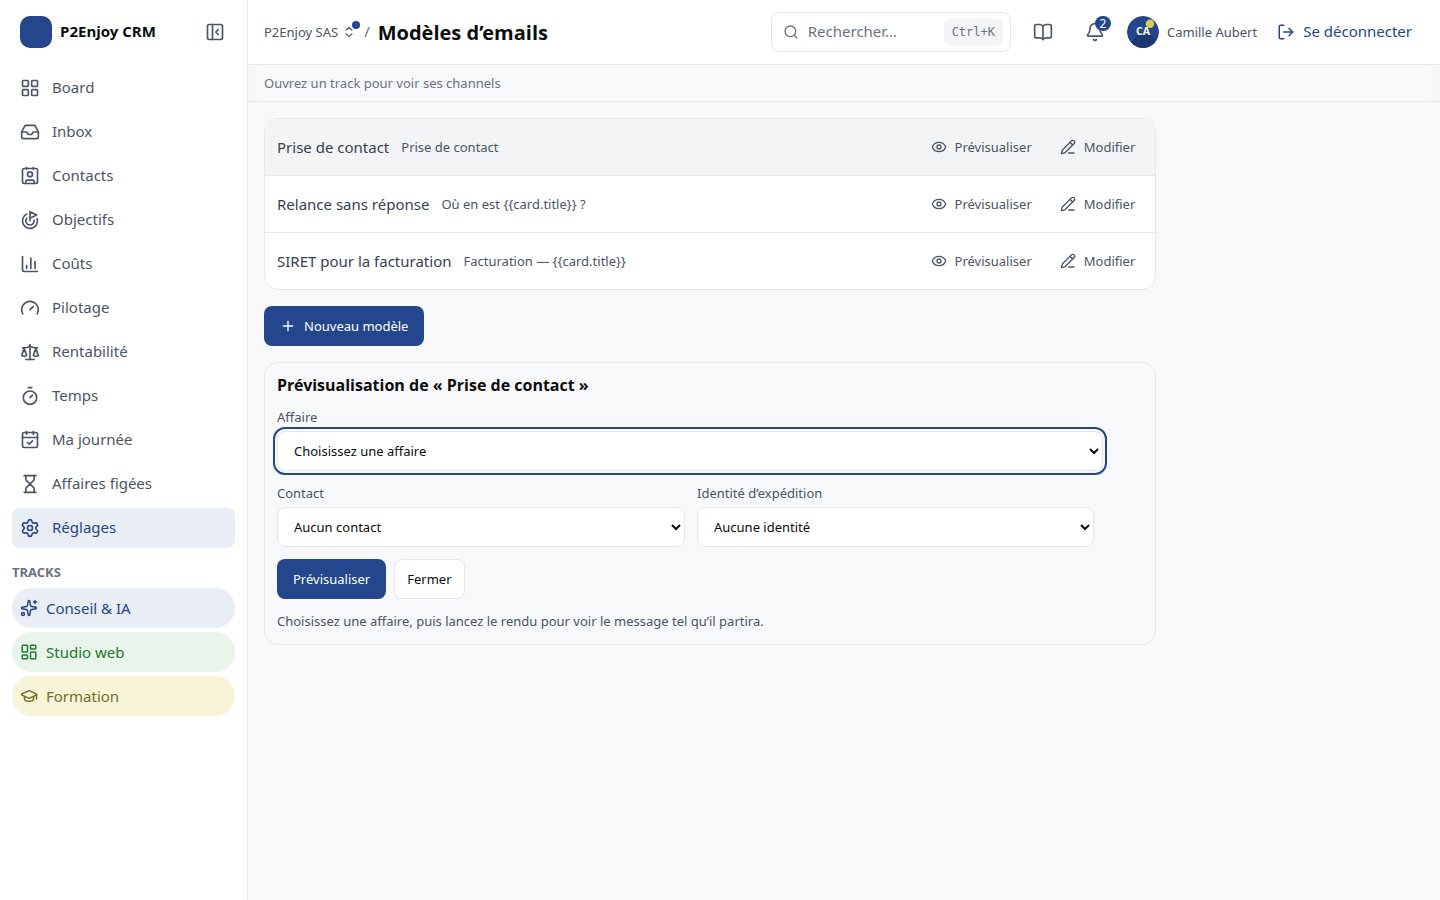 P2Enjoy CRM
P2Enjoy SAS / Modèles d’emails
Rechercher... Ctrl+K
2
CA Camille Aubert
Se déconnecter
Board
Inbox
Contacts
Objectifs
Coûts
Pilotage
Rentabilité
Temps
Ma journée
Affaires figées
Réglages
TRACKS
Conseil & IA
Studio web
Formation
Ouvrez un track pour voir ses channels
Prise de contact Prise de contact Prévisualiser Modifier
Relance sans réponse Où en est {{card.title}} ? Prévisualiser Modifier
SIRET pour la facturation Facturation — {{card.title}} Prévisualiser Modifier
Nouveau modèle
Prévisualisation de « Prise de contact »
Affaire
Choisissez une affaire
Contact Identité d’expédition
Aucun contact Aucune identité
Prévisualiser Fermer
Choisissez une affaire, puis lancez le rendu pour voir le message tel qu’il partira.